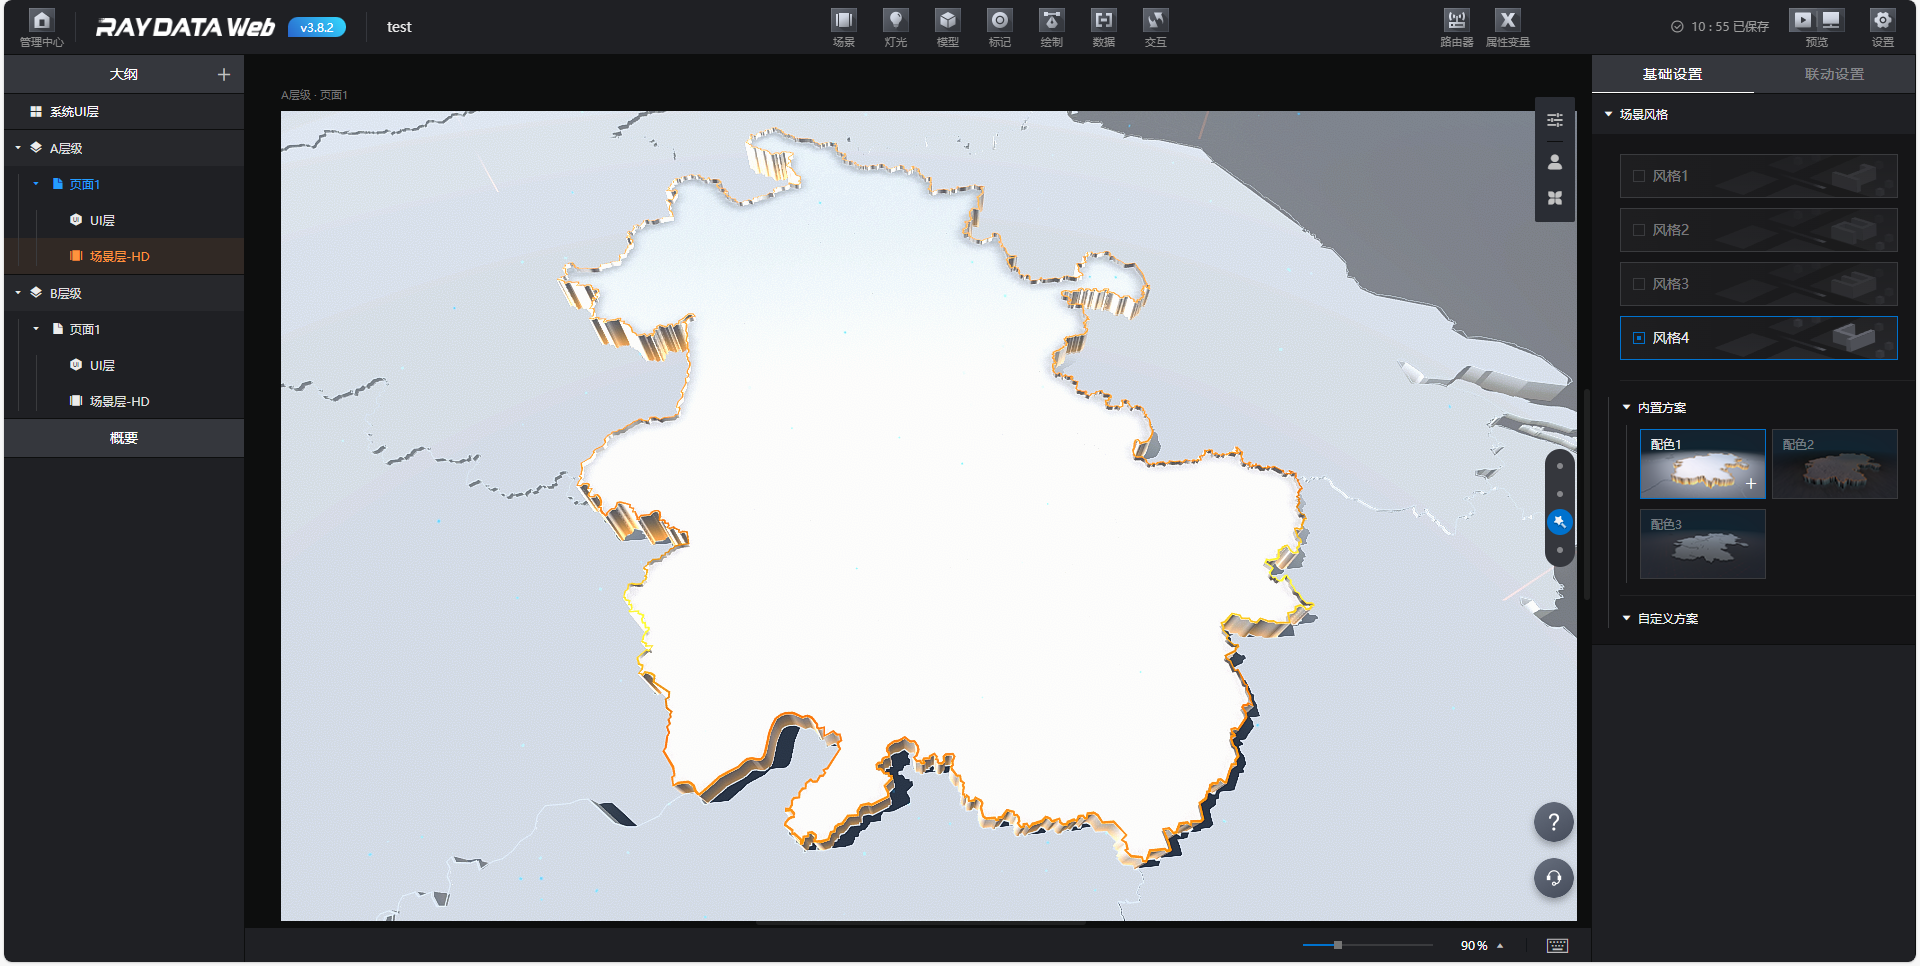 管理中心
RAYDATA Web
v3.8.2
test
场景
灯光
模型
标记
绘制
数据
交互
路由器
属性变量
10 : 55 已保存
预览
设置
大纲
系统UI层
A层级
页面1
UI层
场景层-HD
B层级
页面1
UI层
场景层-HD
概要
A层级 · 页面1
?
90%
基础设置
联动设置
场景风格
风格1
风格2
风格3
风格4
内置方案
配色1
配色2
配色3
自定义方案